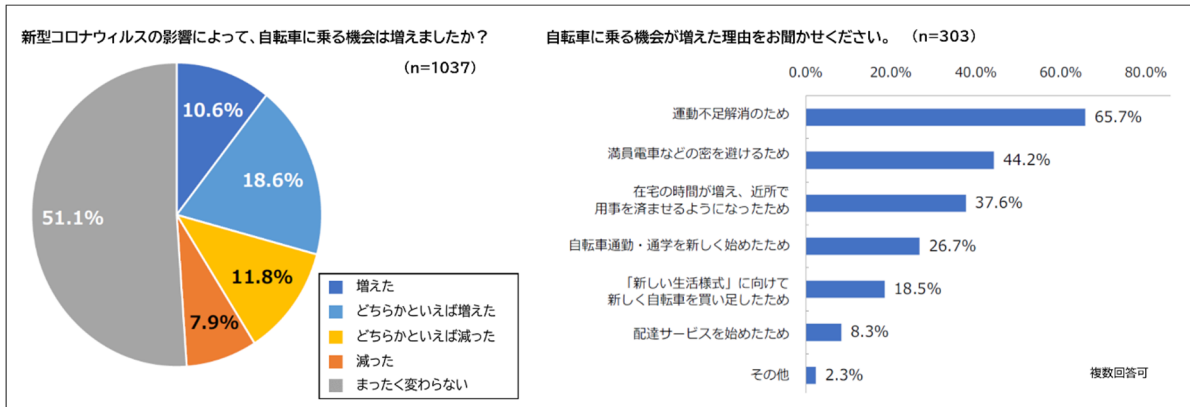 新型コロナウィルスの影響によって、自転車に乗る機会は増えましたか？
(n=1037)
10.6%
18.6%
11.8%
7.9%
51.1%
増えた
どちらかといえば増えた
どちらかといえば減った
減った
まったく変わらない
自転車に乗る機会が増えた理由をお聞かせください。 (n=303)
0.0% 20.0% 40.0% 60.0% 80.0%
運動不足解消のため 65.7%
満員電車などの密を避けるため 44.2%
在宅の時間が増え、近所で
用事を済ませるようになったため 37.6%
自転車通勤・通学を新しく始めたため 26.7%
「新しい生活様式」に向けて
新しく自転車を買い足したため 18.5%
配達サービスを始めたため 8.3%
その他 2.3%
複数回答可